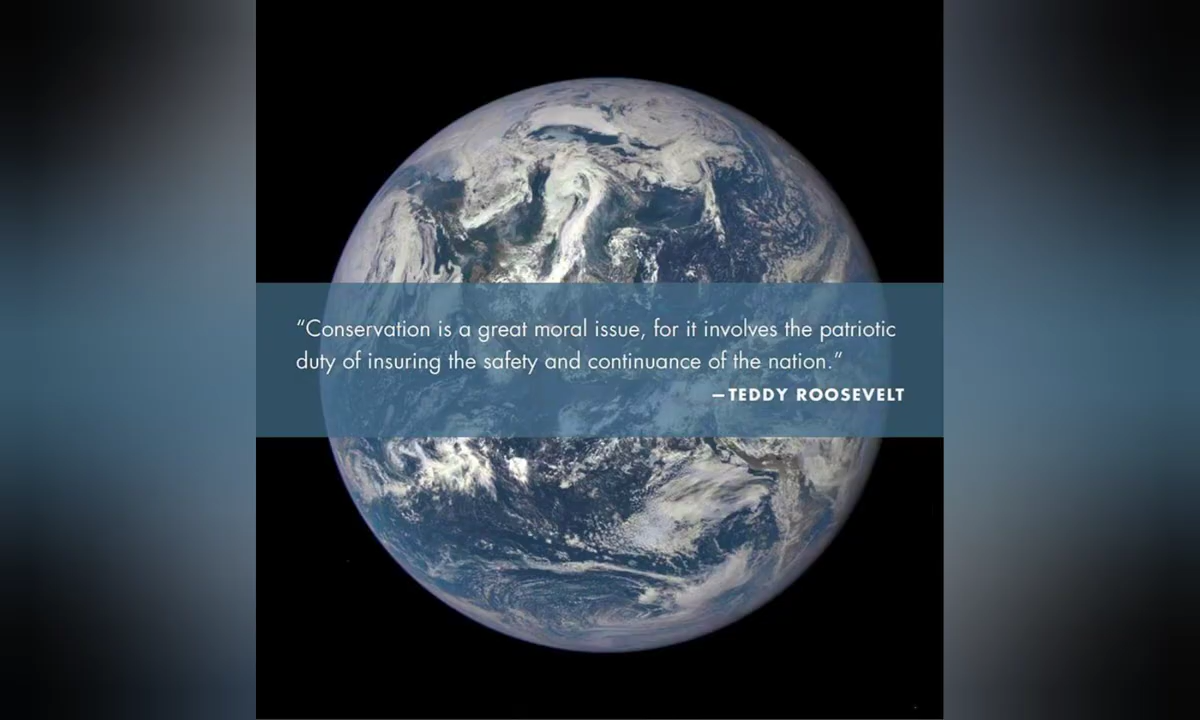 “Conservation is a great moral issue, for it involves the patriotic
duty of insuring the safety and continuance of the nation.”
—TEDDY ROOSEVELT